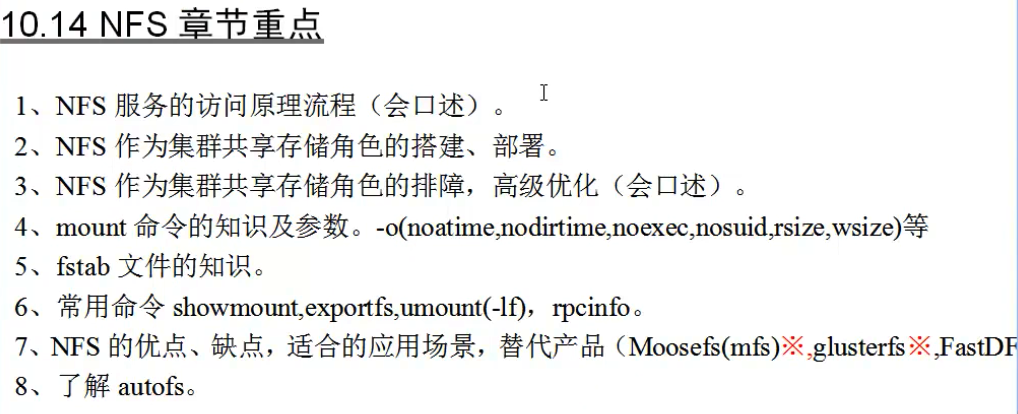 10.14 NFS 章节重点
1、NFS 服务的访问原理流程（会口述）。
2、NFS 作为集群共享存储角色的搭建、部署。
3、NFS 作为集群共享存储角色的排障，高级优化（会口述）。
4、mount 命令的知识及参数。-o(noatime,nodirtime,noexec,nosuid,rsize,wsize)等
5、fstab 文件的知识。
6、常用命令 showmount,exportfs,umount(-lf)，rpcinfo。
7、NFS 的优点、缺点，适合的应用场景，替代产品（Moosefs(mfs)※,glusterfs※,FastDF
8、了解 autofs。